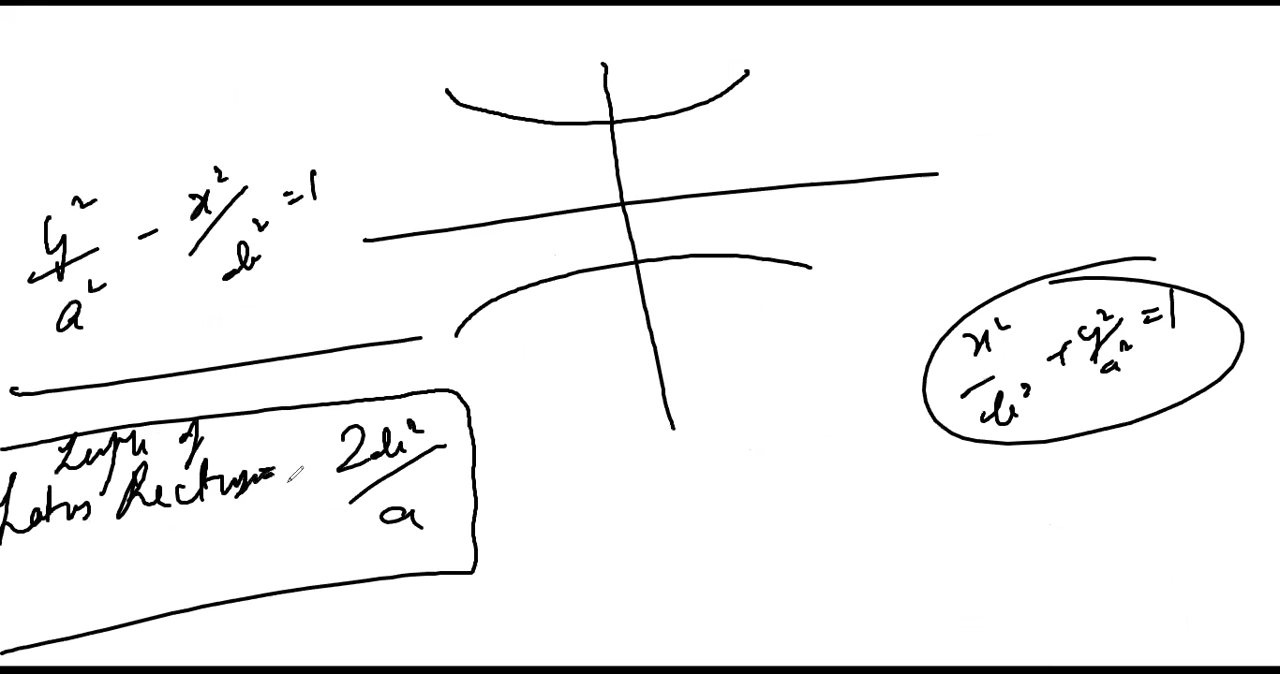 y²/a² - x²/b² = 1
x²/b² + y²/a² = 1
Length of
Latus Rectum = 2b²/a